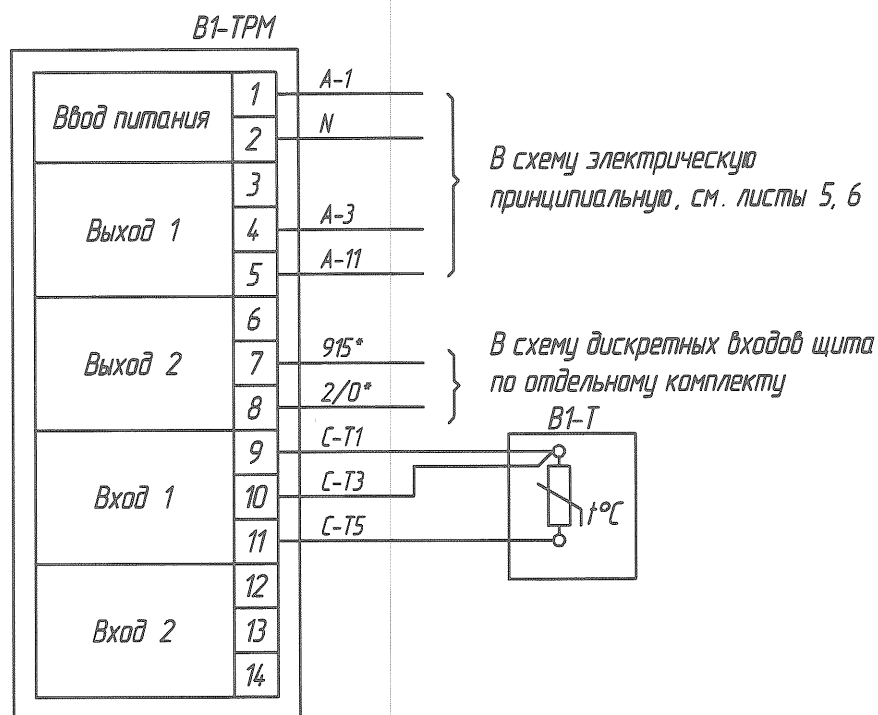 В1-ТРМ
Ввод питания
1
А-1
2
N
В схему электрическую
принципиальную, см. листы 5, 6
Выход 1
3
4
А-3
5
А-11
Выход 2
6
7
915*
8
2/0*
В схему дискретных входов щита
по отдельному комплекту
В1-Т
Вход 1
9
С-Т1
10
С-Т3
11
С-Т5
t°C
Вход 2
12
13
14